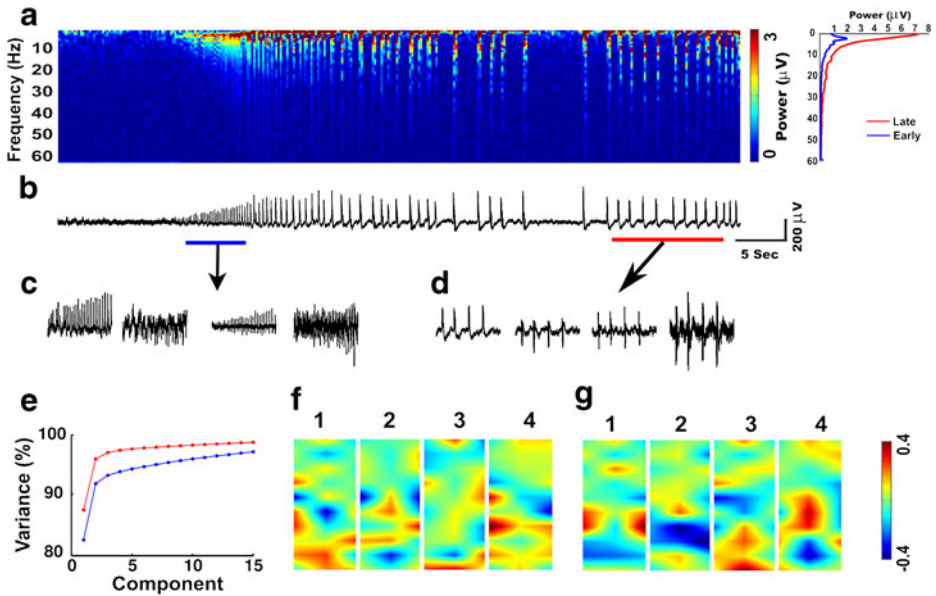 a
Frequency (Hz)
10
20
30
40
50
60
3
0
Power (µV)
Power (µV)
1 2 3 4 5 6 7 8
0
10
20
30
40
50
60
Late
Early
b
200 µV
5 Sec
c
d
e
Variance (%)
100
90
80
0 5 10 15
Component
f
1 2 3 4
g
1 2 3 4
0.4
-0.4